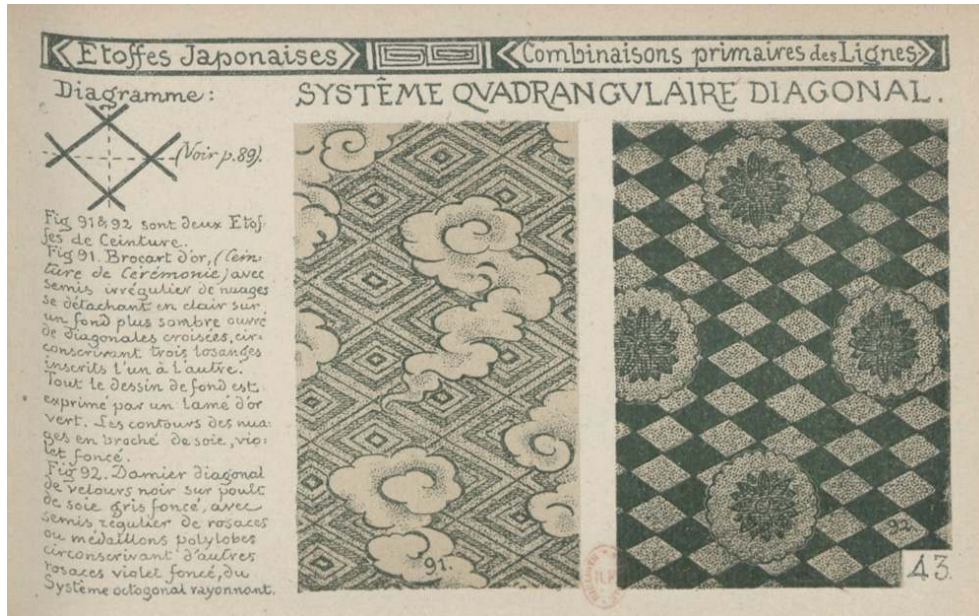 Etoffes Japonaises
Combinaisons primaires des Lignes.
Diagramme:
SYSTÊME QVADRANGVLAIRE DIAGONAL.
(Voir p.89).
Fig 91 & 92 sont deux Etof-
fes de Ceinture.
Fig 91. Brocart d'or, (Cein-
ture de Cerémonie) avec
semis irrégulier de nuages
se détachant en clair sur
un fond plus sombre ouvré
de diagonales croisées, cir-
conscrivant trois losanges
inscrits l'un à l'autre.
Tout le dessin de fond est
exprimé par un lamé d'or
vert. Les contours des nua-
ges en broché de soie, vio-
let foncé.
Fig 92. Damier diagonal
de velours noir sur poult
de soie gris foncé, avec
semis régulier de rosaces
ou médaillons polylobes
circonscrivant d'autres
rosaces violet foncé, du
Système octogonal rayonnant.
91.
92
43.